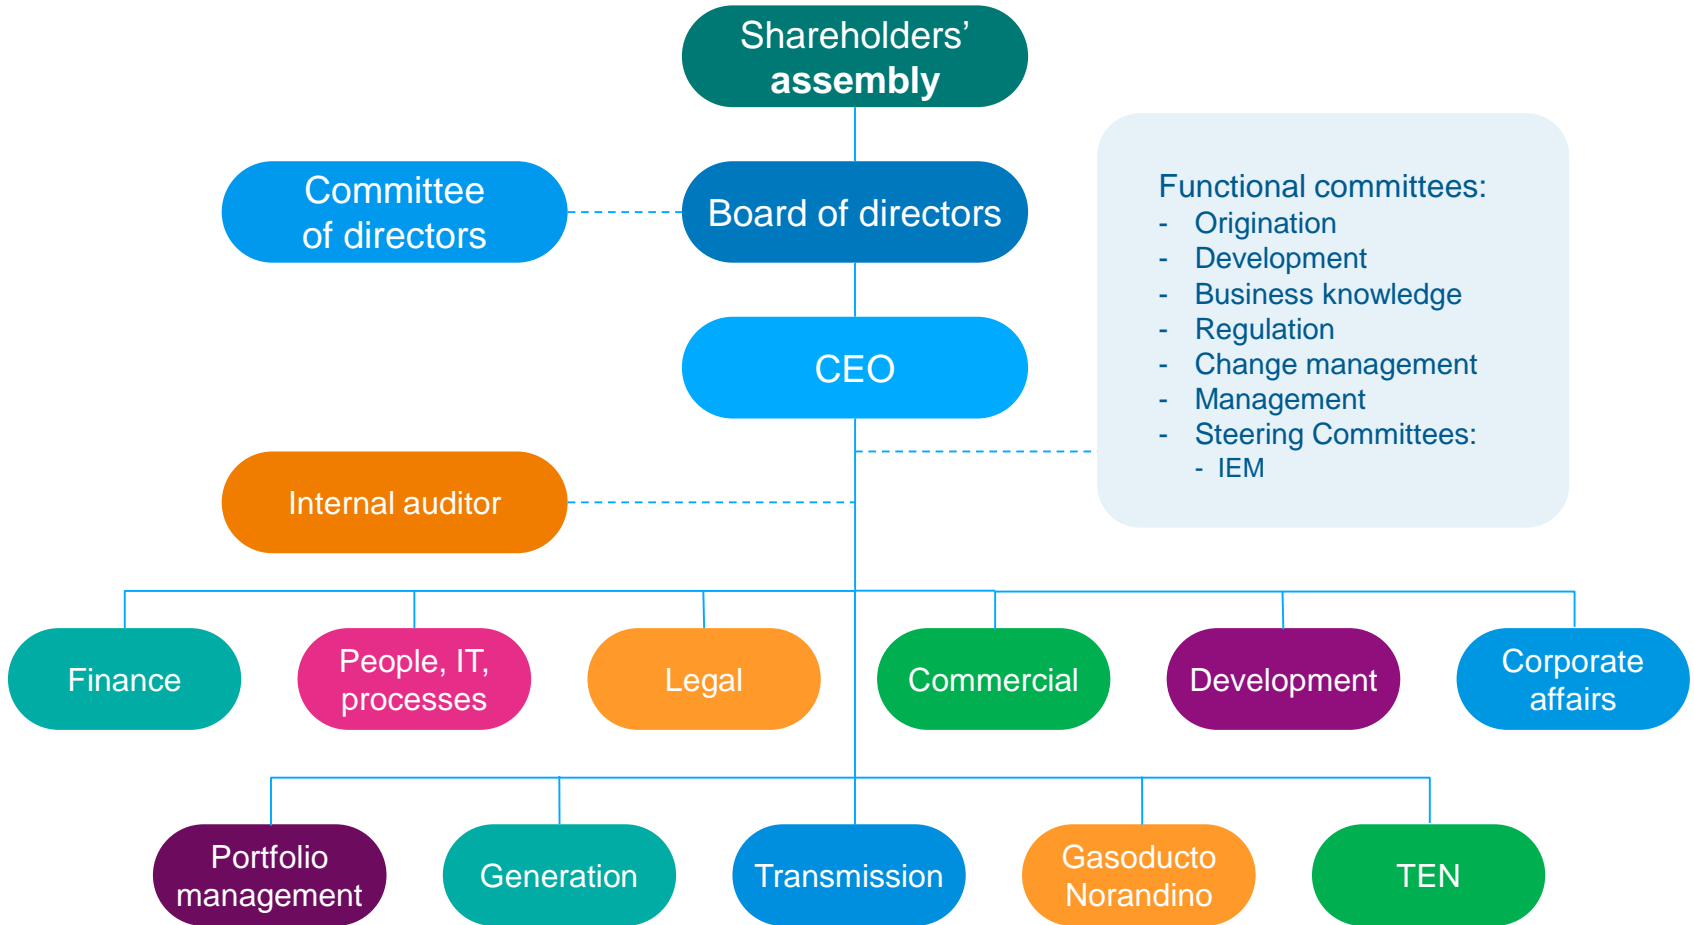 Shareholders’
assembly
Committee
of directors
Board of directors
CEO
Functional committees:
- Origination
- Development
- Business knowledge
- Regulation
- Change management
- Management
- Steering Committees:
- IEM
Internal auditor
Finance
People, IT,
processes
Legal
Commercial
Development
Corporate
affairs
Portfolio
management
Generation
Transmission
Gasoducto
Norandino
TEN